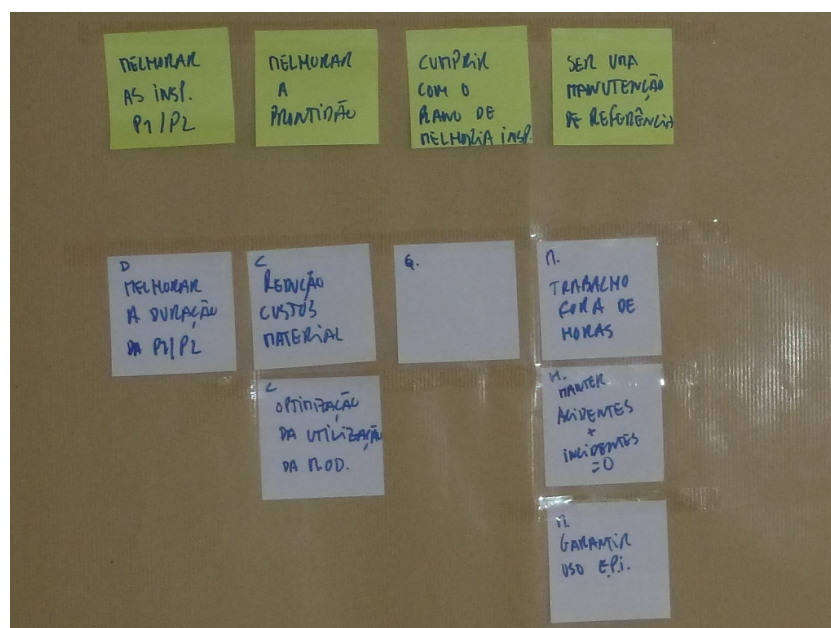 MELHORAR
AS INSP.
P1/P2
MELHORAR
A
PRONTIDÃO
CUMPRIR
COM O
PLANO DE
MELHORIA INSP.
SER UMA
MANUTENÇÃO
DE REFERÊNCIA
D
MELHORAR
A DURAÇÃO
DA P1/P2
C
REDUÇÃO
CUSTOS
MATERIAL
Q.
M.
TRABALHO
FORA DE
HORAS
C
OPTIMIZAÇÃO
DA UTILIZAÇÃO
DA MOD.
M.
MANTER
ACIDENTES
+
INCIDENTES
=0
M
GARANTIR
USO E.P.i.